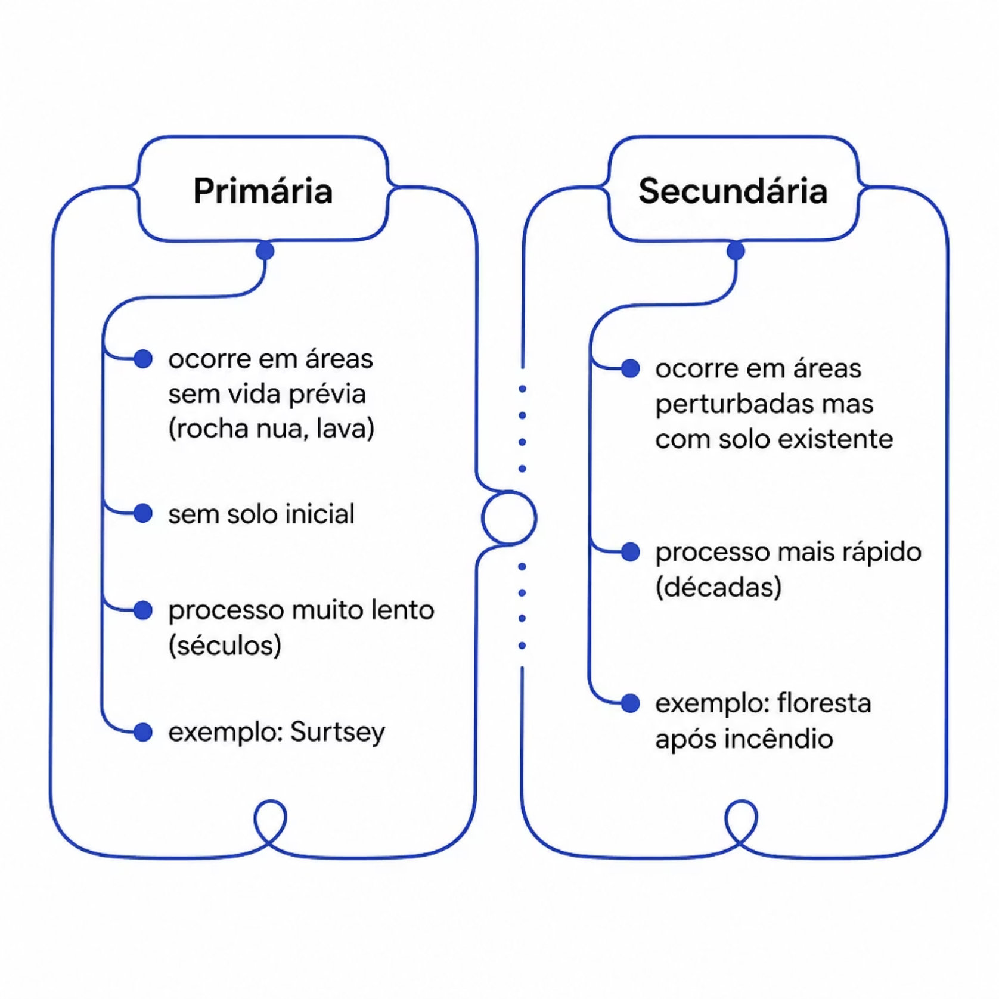 Primária
ocorre em áreas
sem vida prévia
(rocha nua, lava)
sem solo inicial
processo muito lento
(séculos)
exemplo: Surtsey
Secundária
ocorre em áreas
perturbadas mas
com solo existente
processo mais rápido
(décadas)
exemplo: floresta
após incêndio